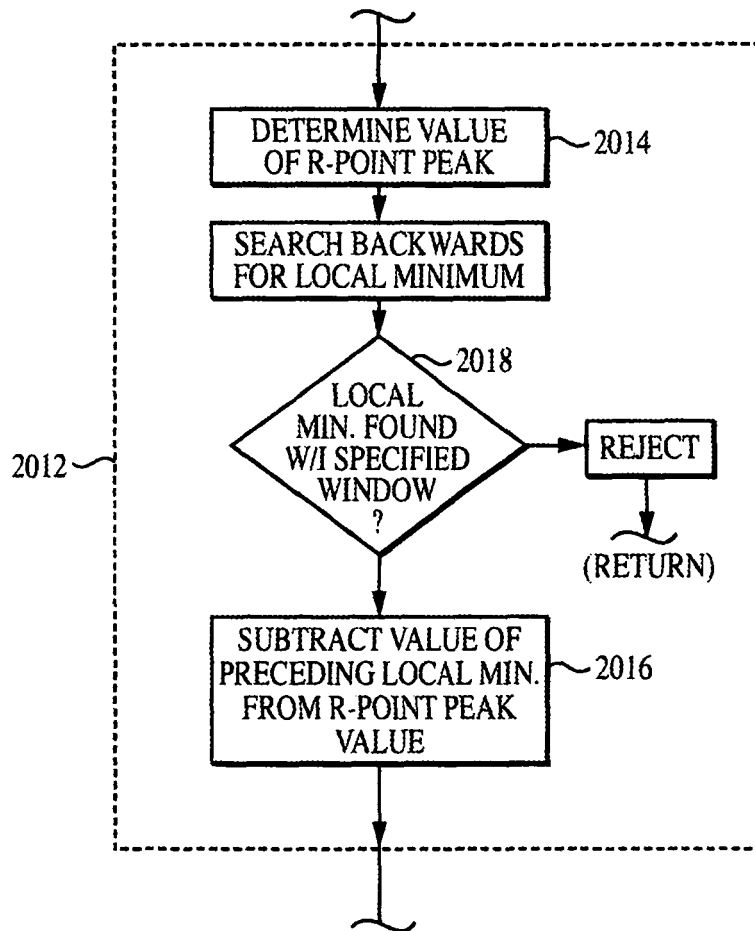 DETERMINE VALUE
OF R-POINT PEAK
2014
SEARCH BACKWARDS
FOR LOCAL MINIMUM
2018
LOCAL
MIN. FOUND
W/I SPECIFIED
WINDOW
?
REJECT
(RETURN)
2012
SUBTRACT VALUE OF
PRECEDING LOCAL MIN.
FROM R-POINT PEAK
VALUE
2016